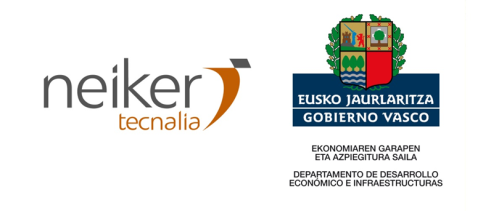 neiker
tecnalia
EUSKO JAURLARITZA
GOBIERNO VASCO
EKONOMIAREN GARAPEN
ETA AZPIEGITURA SAILA
DEPARTAMENTO DE DESARROLLO
ECONÓMICO E INFRAESTRUCTURAS